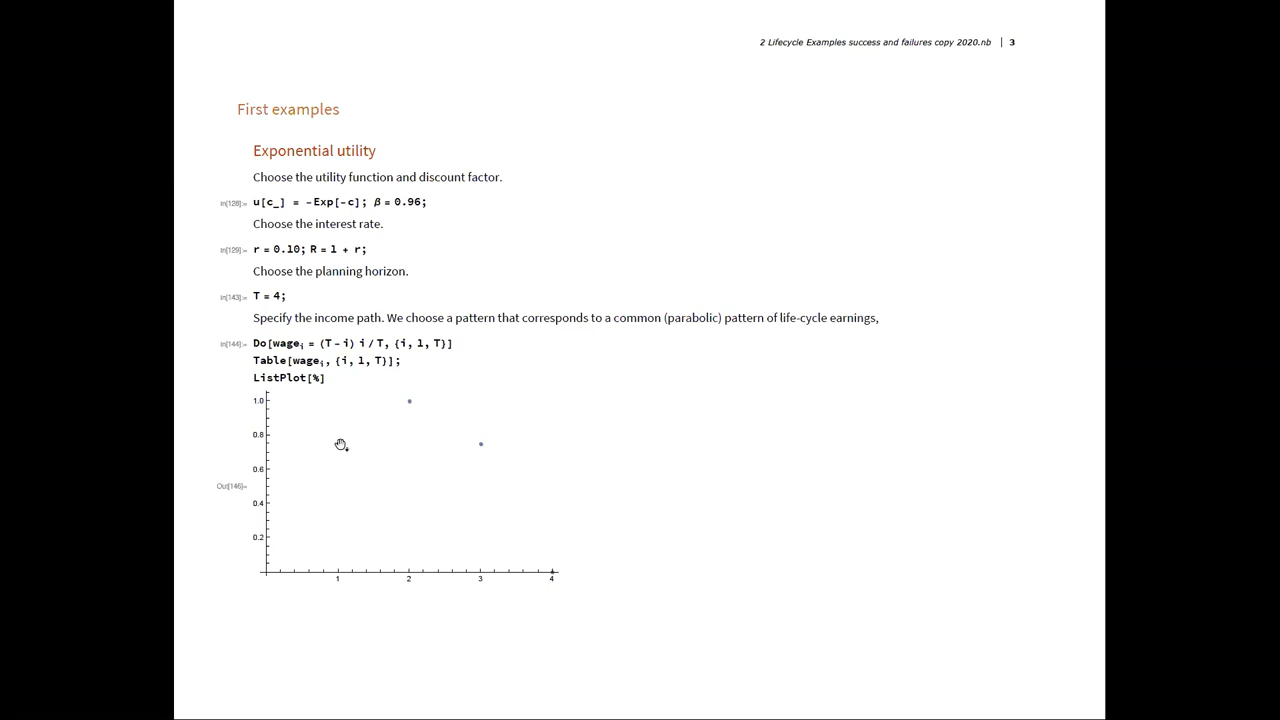 2 Lifecycle Examples success and failures copy 2020.nb | 3
First examples
Exponential utility
Choose the utility function and discount factor.
In[128]:= u[c_] = -Exp[-c]; β = 0.96;
Choose the interest rate.
In[129]:= r = 0.10; R = 1 + r;
Choose the planning horizon.
In[143]:= T = 4;
Specify the income path. We choose a pattern that corresponds to a common (parabolic) pattern of life-cycle earnings,
In[144]:= Do[wageᵢ = (T - i) i / T, {i, 1, T}]
Table[wageᵢ, {i, 1, T}];
ListPlot[%]
1.0
0.8
0.6
Out[146]=
0.4
0.2
1 2 3 4